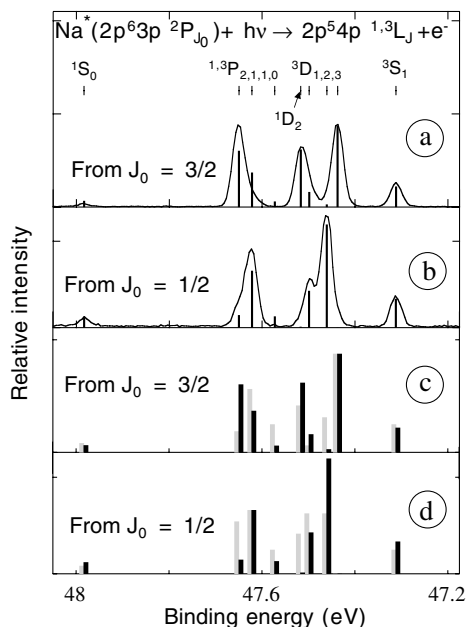 Na*(2p⁶3p ²P_J₀)+ hν → 2p⁵4p ¹,³L_J +e⁻
¹S₀ ¹,³P₂,₁,₁,₀ ³D₁,₂,₃ ³S₁
¹D₂
a
From J₀ = 3/2
b
From J₀ = 1/2
c
From J₀ = 3/2
d
From J₀ = 1/2
Relative intensity
48 47.6 47.2
Binding energy (eV)